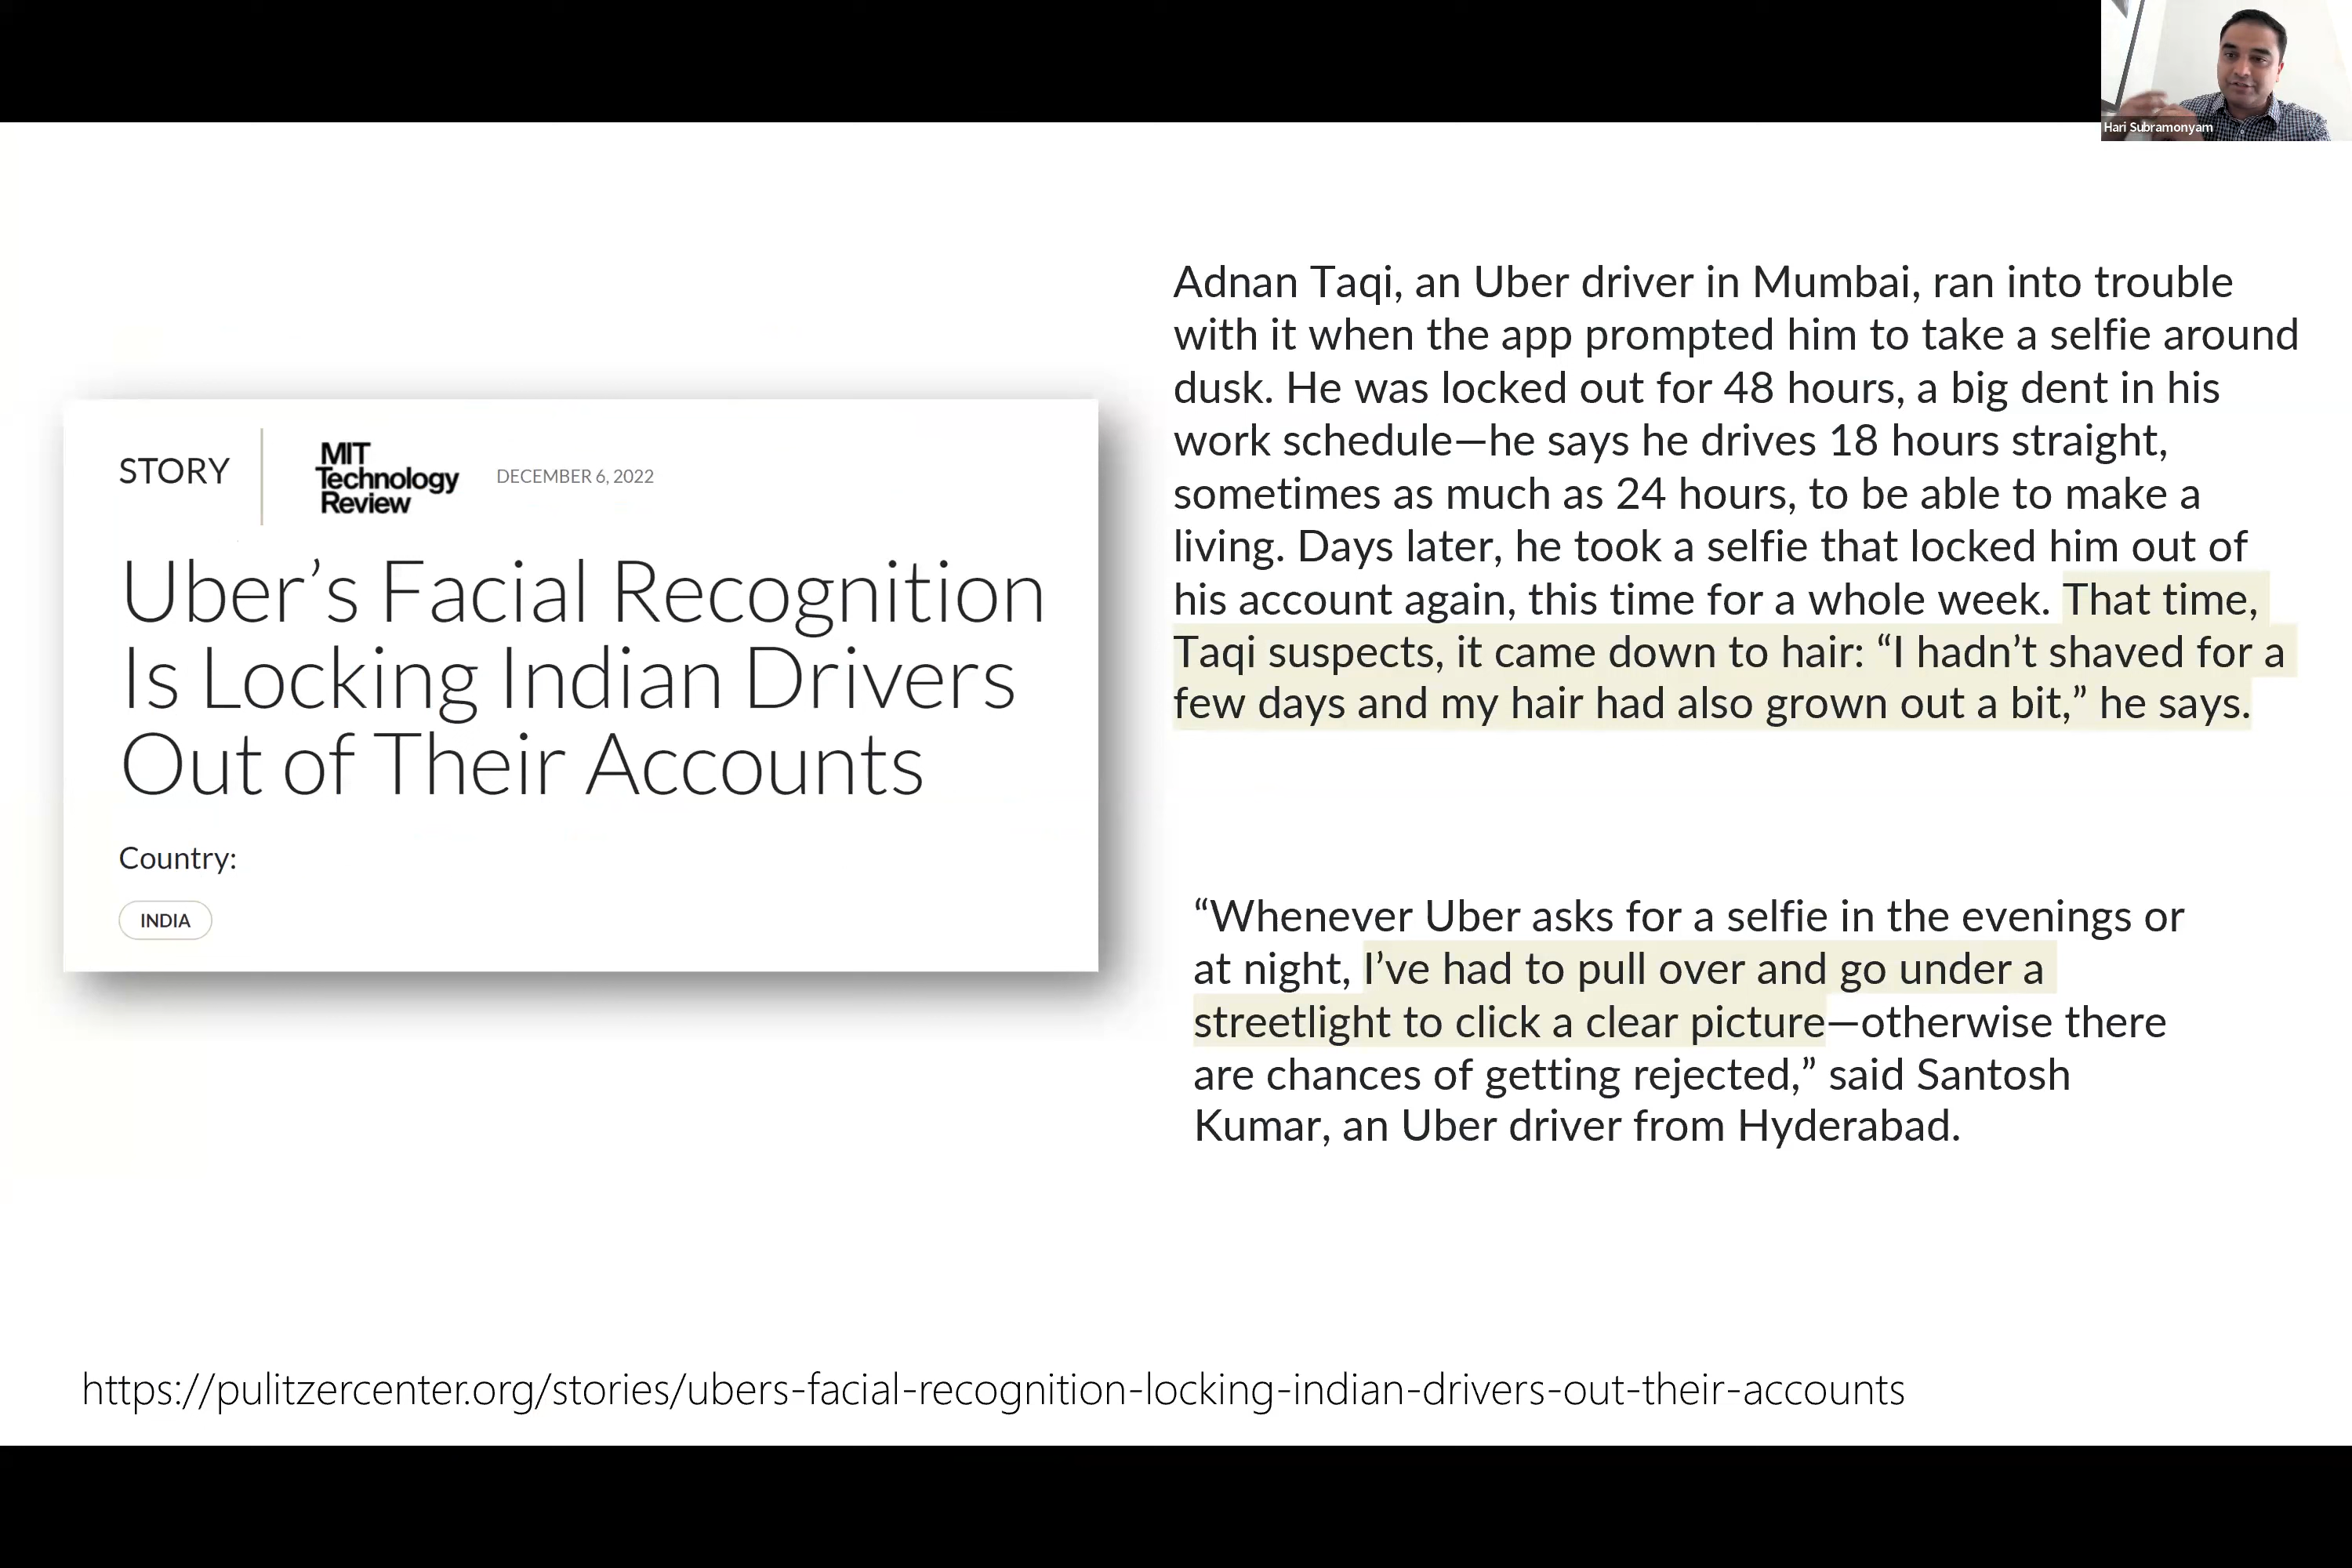 Hari Subramonyam
STORY
MIT
Technology
Review
DECEMBER 6, 2022
Uber’s Facial Recognition
Is Locking Indian Drivers
Out of Their Accounts
Country:
INDIA
Adnan Taqi, an Uber driver in Mumbai, ran into trouble
with it when the app prompted him to take a selfie around
dusk. He was locked out for 48 hours, a big dent in his
work schedule—he says he drives 18 hours straight,
sometimes as much as 24 hours, to be able to make a
living. Days later, he took a selfie that locked him out of
his account again, this time for a whole week. That time,
Taqi suspects, it came down to hair: “I hadn’t shaved for a
few days and my hair had also grown out a bit,” he says.
“Whenever Uber asks for a selfie in the evenings or
at night, I’ve had to pull over and go under a
streetlight to click a clear picture—otherwise there
are chances of getting rejected,” said Santosh
Kumar, an Uber driver from Hyderabad.
https://pulitzercenter.org/stories/ubers-facial-recognition-locking-indian-drivers-out-their-accounts